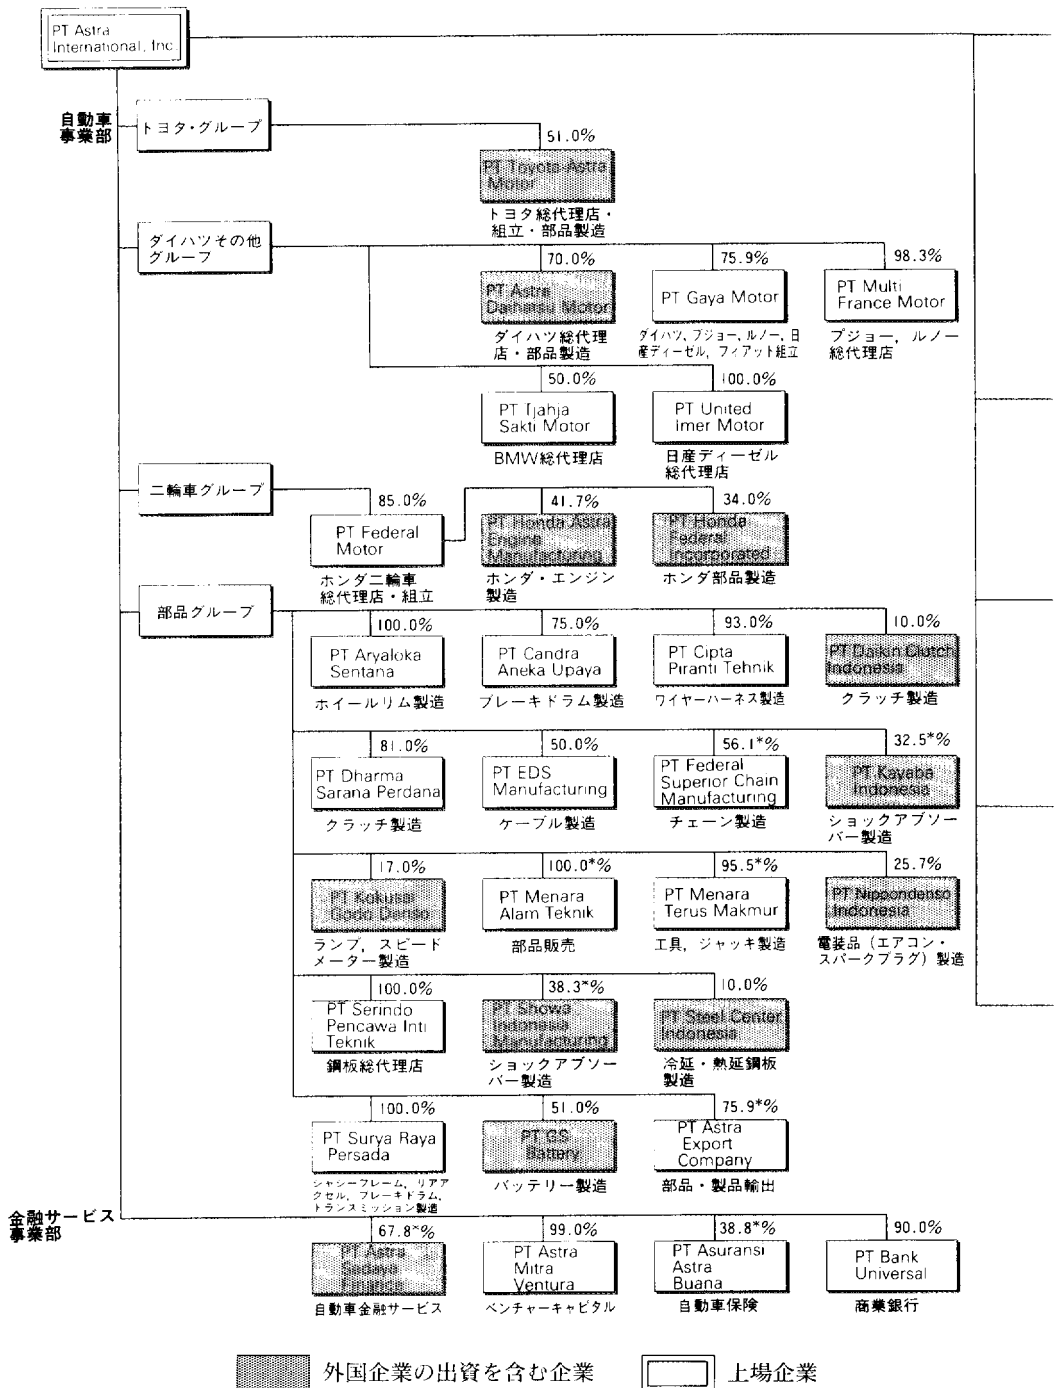 PT Astra
International, Inc.
自動車
事業部
トヨタ・グループ
51.0%
PT Toyota-Astra
Motor
トヨタ総代理店・
組立・部品製造
ダイハツその他
グループ
70.0%
75.9%
98.3%
PT Astra
Daihatsu Motor
PT Gaya Motor
PT Multi
France Motor
ダイハツ総代理
店・部品製造
ダイハツ, プジョー, ルノー, 日
産ディーゼル, フィアット組立
プジョー, ルノー
総代理店
50.0%
100.0%
PT Tjahja
Sakti Motor
PT United
Imer Motor
BMW総代理店
日産ディーゼル
総代理店
二輪車グループ
85.0%
41.7%
34.0%
PT Federal
Motor
PT Honda Astra
Engine
Manufacturing
PT Honda
Federal
Incorporated
ホンダ二輪車
総代理店・組立
ホンダ・エンジン
製造
ホンダ部品製造
部品グループ
100.0%
75.0%
93.0%
10.0%
PT Aryaloka
Sentana
PT Candra
Aneka Upaya
PT Cipta
Piranti Tehnik
PT Daikin Clutch
Indonesia
ホイールリム製造
ブレーキドラム製造
ワイヤーハーネス製造
クラッチ製造
81.0%
50.0%
56.1*%
32.5*%
PT Dharma
Sarana Perdana
PT EDS
Manufacturing
PT Federal
Superior Chain
Manufacturing
PT Kayaba
Indonesia
クラッチ製造
ケーブル製造
チェーン製造
ショックアブソー
バー製造
17.0%
100.0*%
95.5*%
25.7%
PT Kokusai
Godo Denso
PT Menara
Alam Teknik
PT Menara
Terus Makmur
PT Nippondenso
Indonesia
ランプ, スピード
メーター製造
部品販売
工具, ジャッキ製造
電装品（エアコン・
スパークプラグ）製造
100.0%
38.3*%
10.0%
PT Serindo
Pencawa Inti
Teknik
PT Showa
Indonesia
Manufacturing
PT Steel Center
Indonesia
鋼板総代理店
ショックアブソー
バー製造
冷延・熱延鋼板
製造
100.0%
51.0%
75.9*%
PT Surya Raya
Persada
PT GS
Battery
PT Astra
Export
Company
シャシーフレーム, リアア
クセル, ブレーキドラム,
トランスミッション製造
バッテリー製造
部品・製品輸出
金融サービス
事業部
67.8*%
99.0%
38.8*%
90.0%
PT Astra
Sedaya
Finance
PT Astra
Mitra
Ventura
PT Asuransi
Astra
Buana
PT Bank
Universal
自動車金融サービス
ベンチャーキャピタル
自動車保険
商業銀行
外国企業の出資を含む企業
上場企業